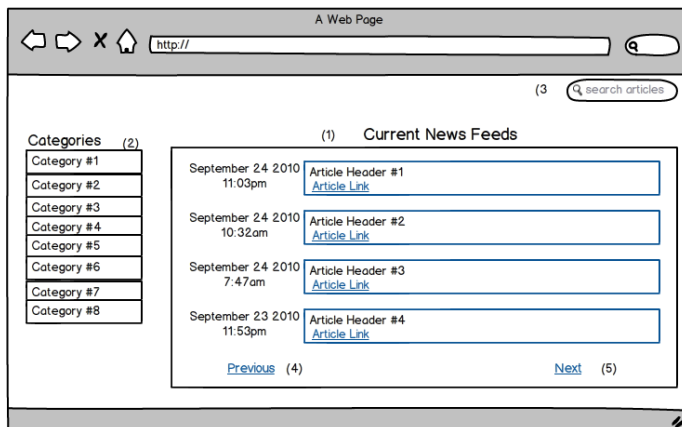 A Web Page
http://
(3
search articles
Categories (2)
Category #1
Category #2
Category #3
Category #4
Category #5
Category #6
Category #7
Category #8
(1) Current News Feeds
September 24 2010
11:03pm
Article Header #1
Article Link
September 24 2010
10:32am
Article Header #2
Article Link
September 24 2010
7:47am
Article Header #3
Article Link
September 23 2010
11:53pm
Article Header #4
Article Link
Previous (4)
Next (5)